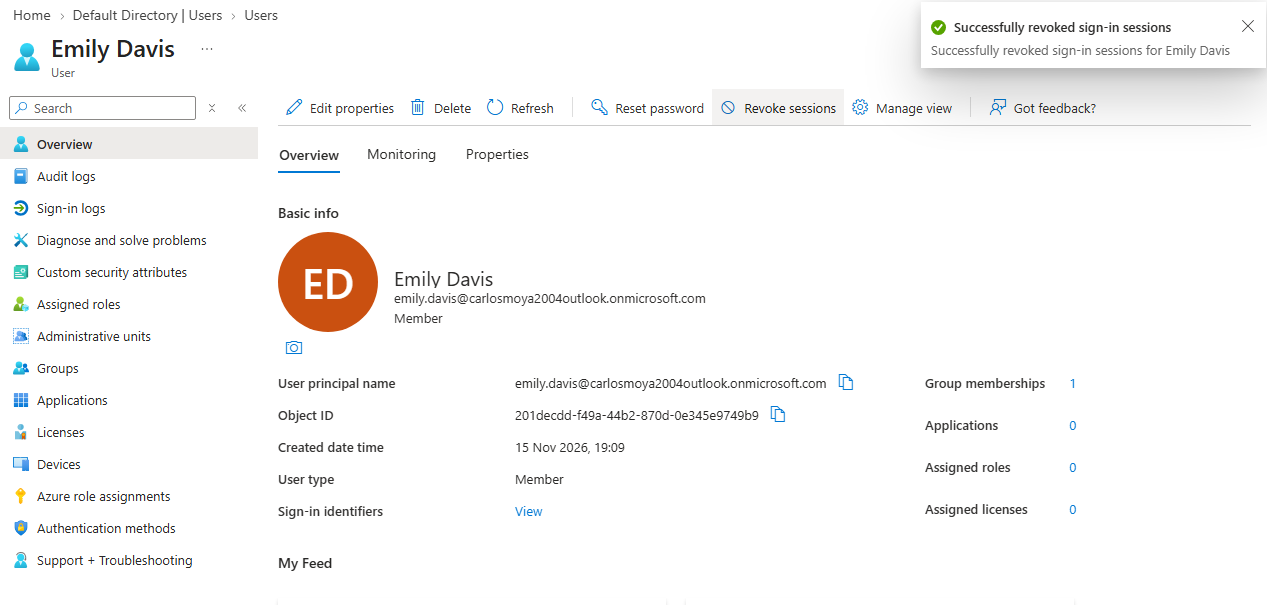 Home > Default Directory | Users > Users
Emily Davis ...
User
Successfully revoked sign-in sessions
Successfully revoked sign-in sessions for Emily Davis
Search
Overview
Audit logs
Sign-in logs
Diagnose and solve problems
Custom security attributes
Assigned roles
Administrative units
Groups
Applications
Licenses
Devices
Azure role assignments
Authentication methods
Support + Troubleshooting
Edit properties Delete Refresh Reset password Revoke sessions Manage view Got feedback?
Overview Monitoring Properties
Basic info
ED
Emily Davis
emily.davis@carlosmoya2004outlook.onmicrosoft.com
Member
User principal name emily.davis@carlosmoya2004outlook.onmicrosoft.com
Object ID 201decdd-f49a-44b2-870d-0e345e9749b9
Created date time 15 Nov 2026, 19:09
User type Member
Sign-in identifiers View
Group memberships 1
Applications 0
Assigned roles 0
Assigned licenses 0
My Feed